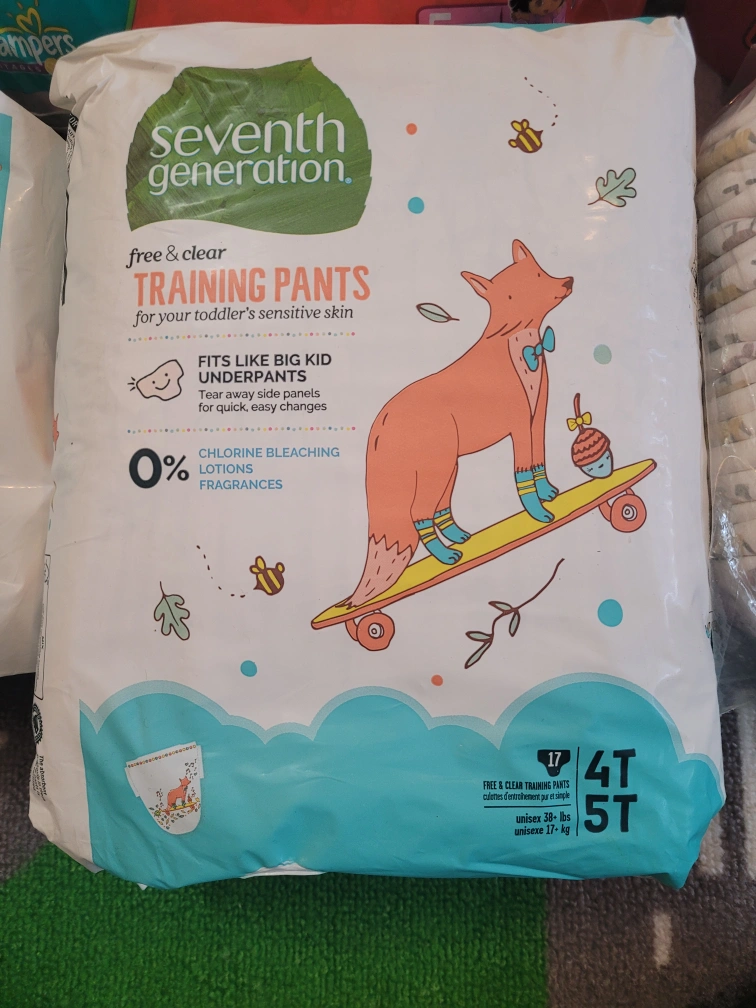 ampers
seventh
generation.
free & clear
TRAINING PANTS
for your toddler's sensitive skin
FITS LIKE BIG KID
UNDERPANTS
Tear away side panels
for quick, easy changes
0%
CHLORINE BLEACHING
LOTIONS
FRAGRANCES
17
FREE & CLEAR TRAINING PANTS
culottes d'entraînement pur et simple
unisex 38+ lbs
unisexe 17+ kg
4T
5T